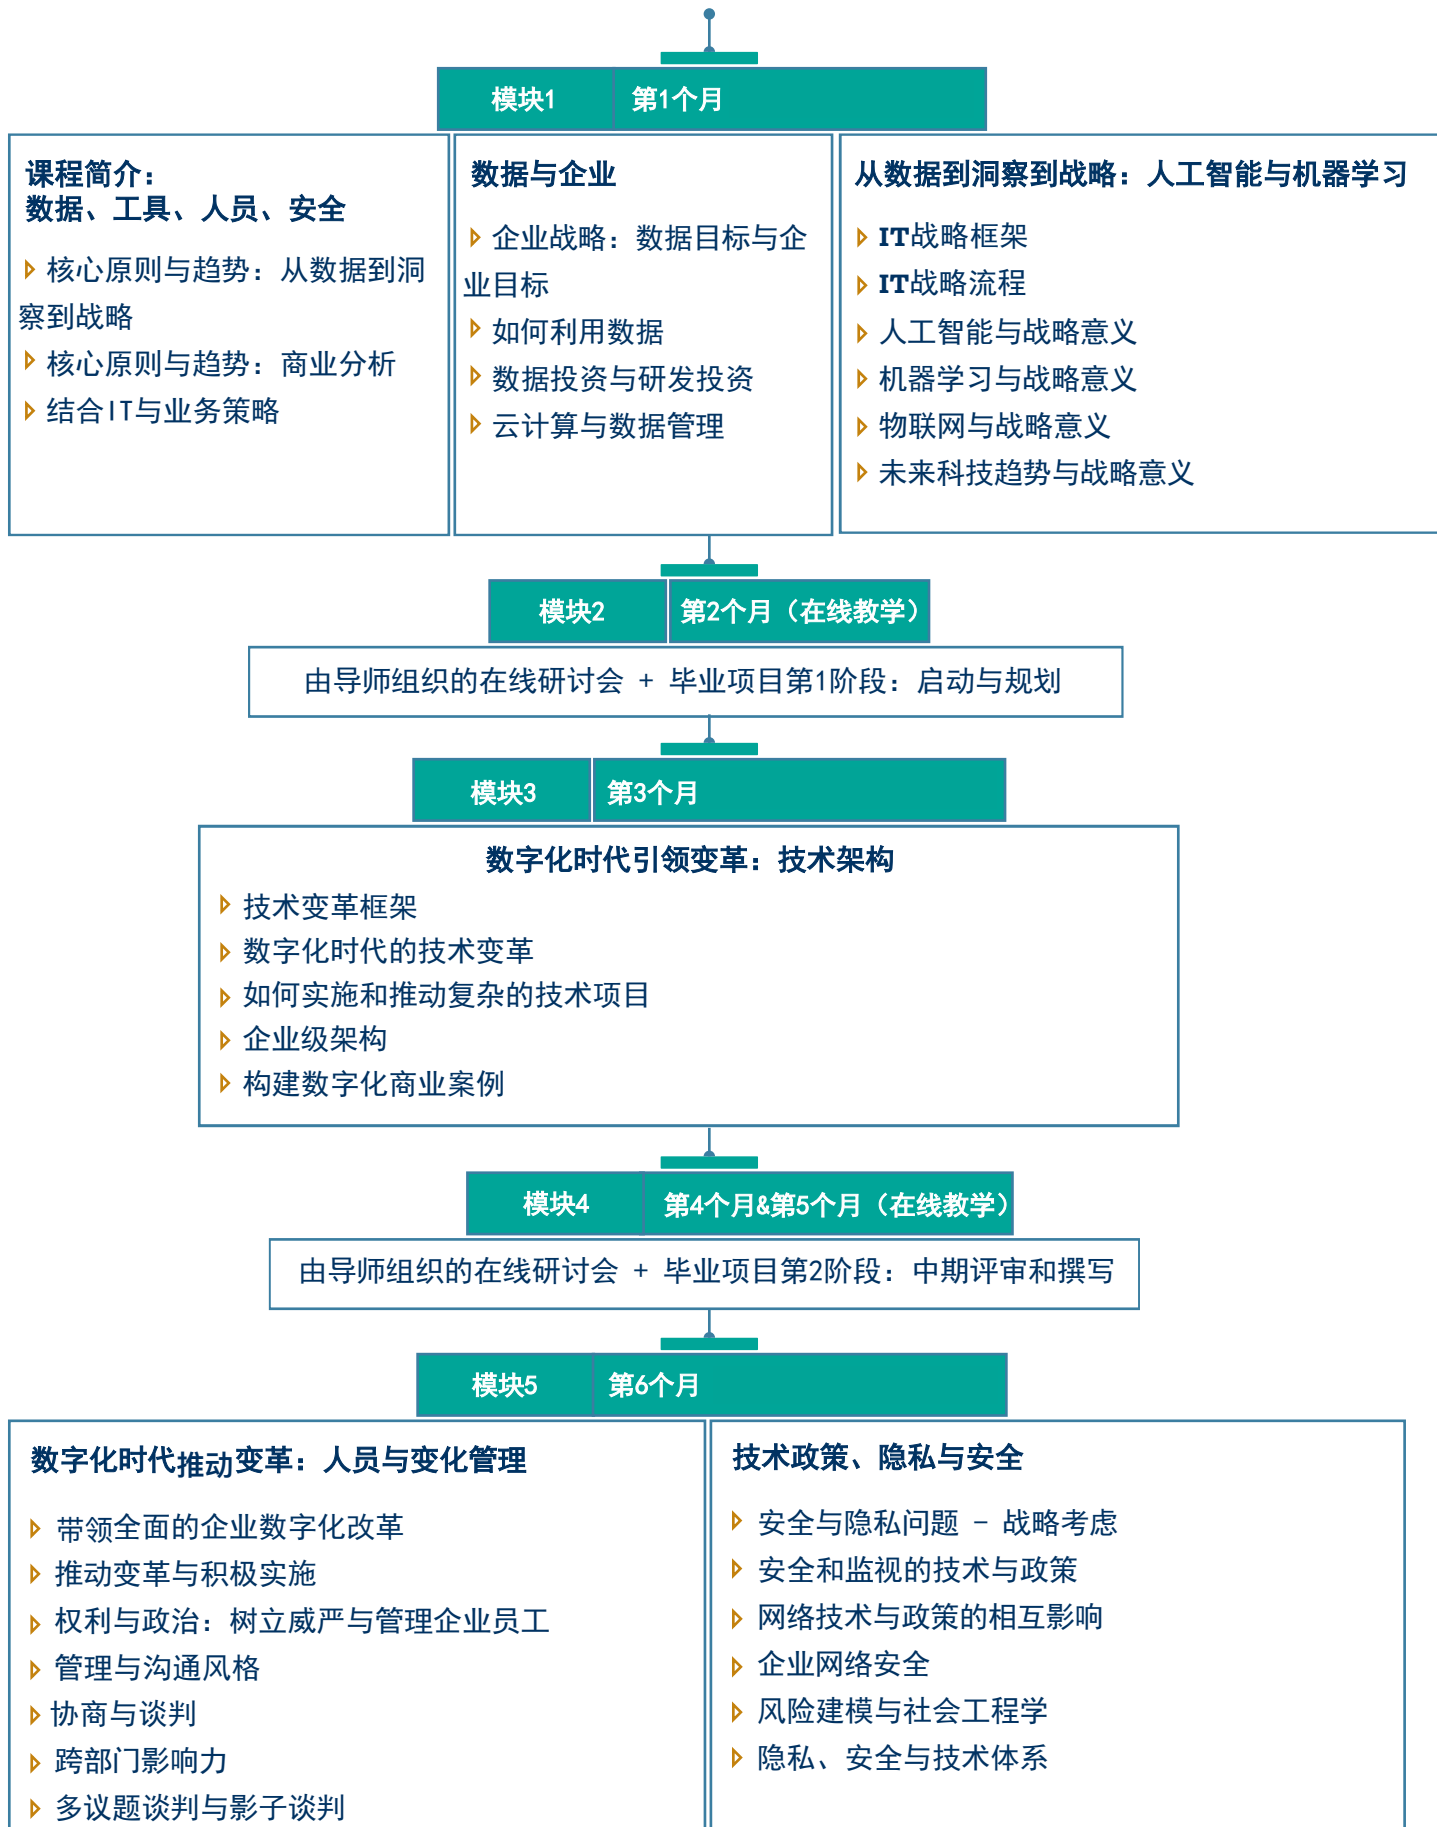 模块1 第1个月
课程简介：
数据、工具、人员、安全
核心原则与趋势：从数据到洞
察到战略
核心原则与趋势：商业分析
结合IT与业务策略
数据与企业
企业战略：数据目标与企
业目标
如何利用数据
数据投资与研发投资
云计算与数据管理
从数据到洞察到战略：人工智能与机器学习
IT战略框架
IT战略流程
人工智能与战略意义
机器学习与战略意义
物联网与战略意义
未来科技趋势与战略意义
模块2 第2个月（在线教学）
由导师组织的在线研讨会 + 毕业项目第1阶段：启动与规划
模块3 第3个月
数字化时代引领变革：技术架构
技术变革框架
数字化时代的技术变革
如何实施和推动复杂的技术项目
企业级架构
构建数字化商业案例
模块4 第4个月&第5个月（在线教学）
由导师组织的在线研讨会 + 毕业项目第2阶段：中期评审和撰写
模块5 第6个月
数字化时代推动变革：人员与变化管理
带领全面的企业数字化改革
推动变革与积极实施
权利与政治：树立威严与管理企业员工
管理与沟通风格
协商与谈判
跨部门影响力
多议题谈判与影子谈判
技术政策、隐私与安全
安全与隐私问题 - 战略考虑
安全和监视的技术与政策
网络技术与政策的相互影响
企业网络安全
风险建模与社会工程学
隐私、安全与技术体系